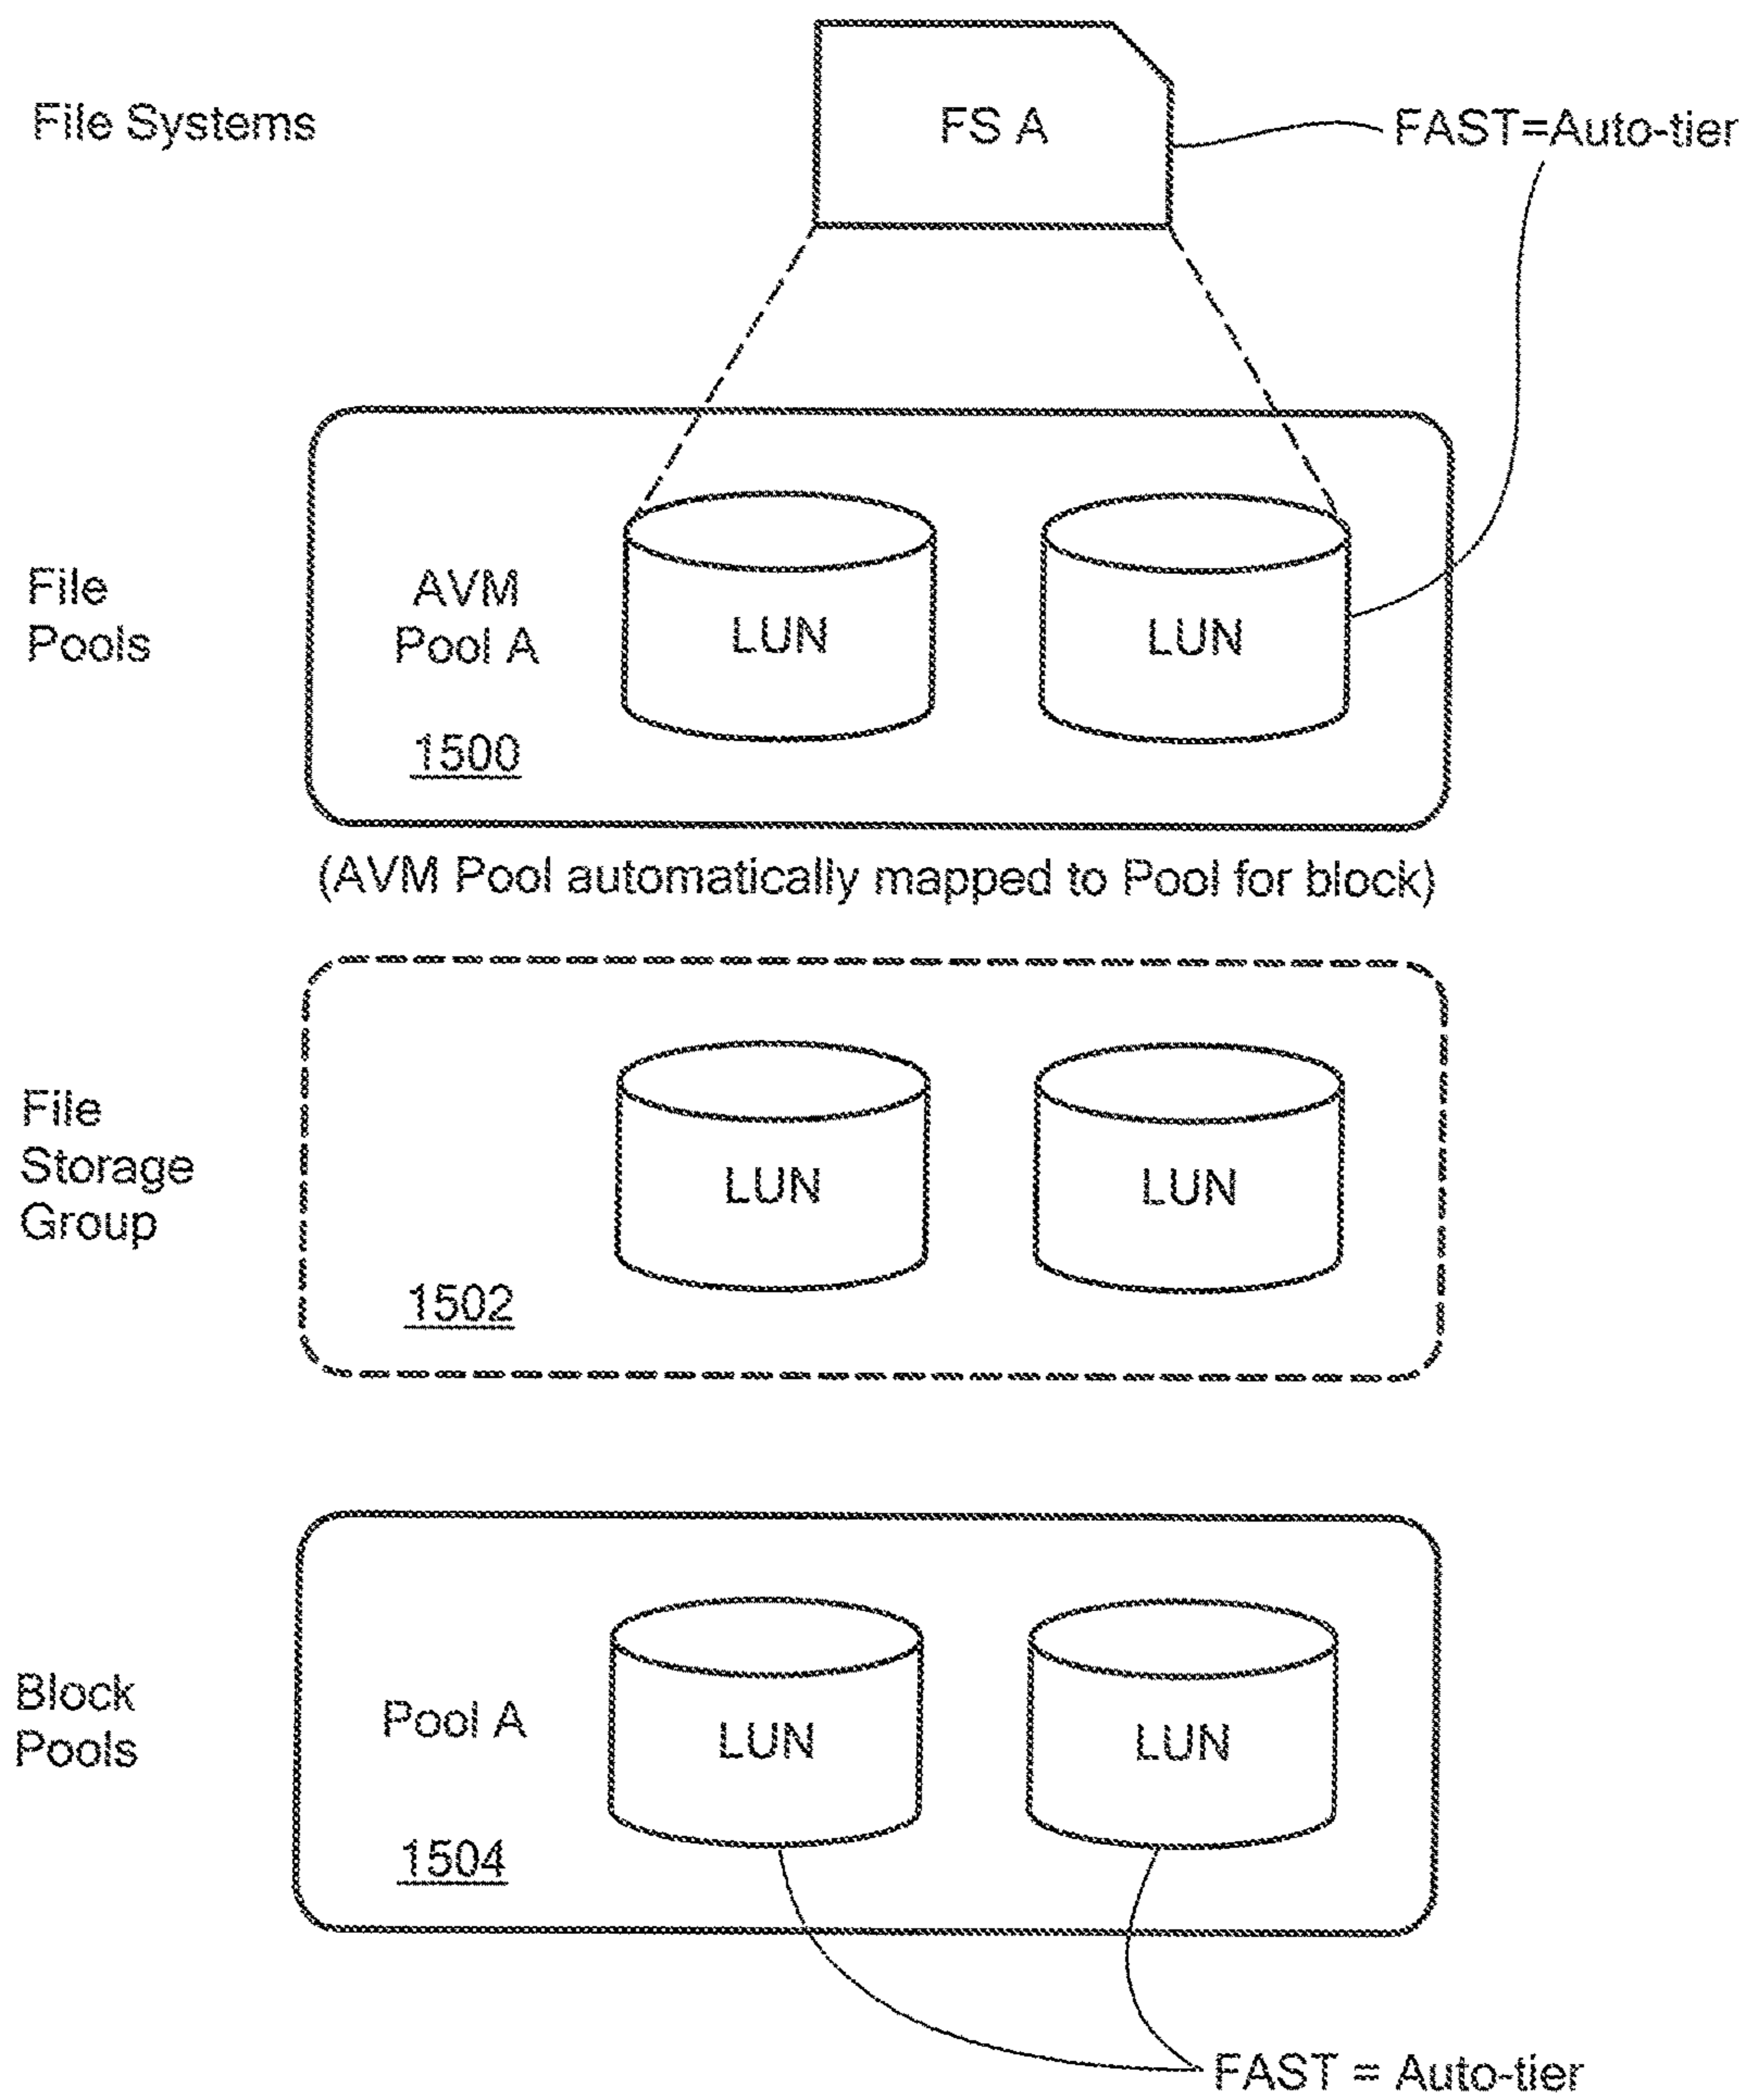 File Systems
FS A
FAST=Auto-tier
File
Pools
AVM
Pool A
LUN
LUN
1500
(AVM Pool automatically mapped to Pool for block)
File
Storage
Group
LUN
LUN
1502
Block
Pools
Pool A
LUN
LUN
1504
FAST = Auto-tier